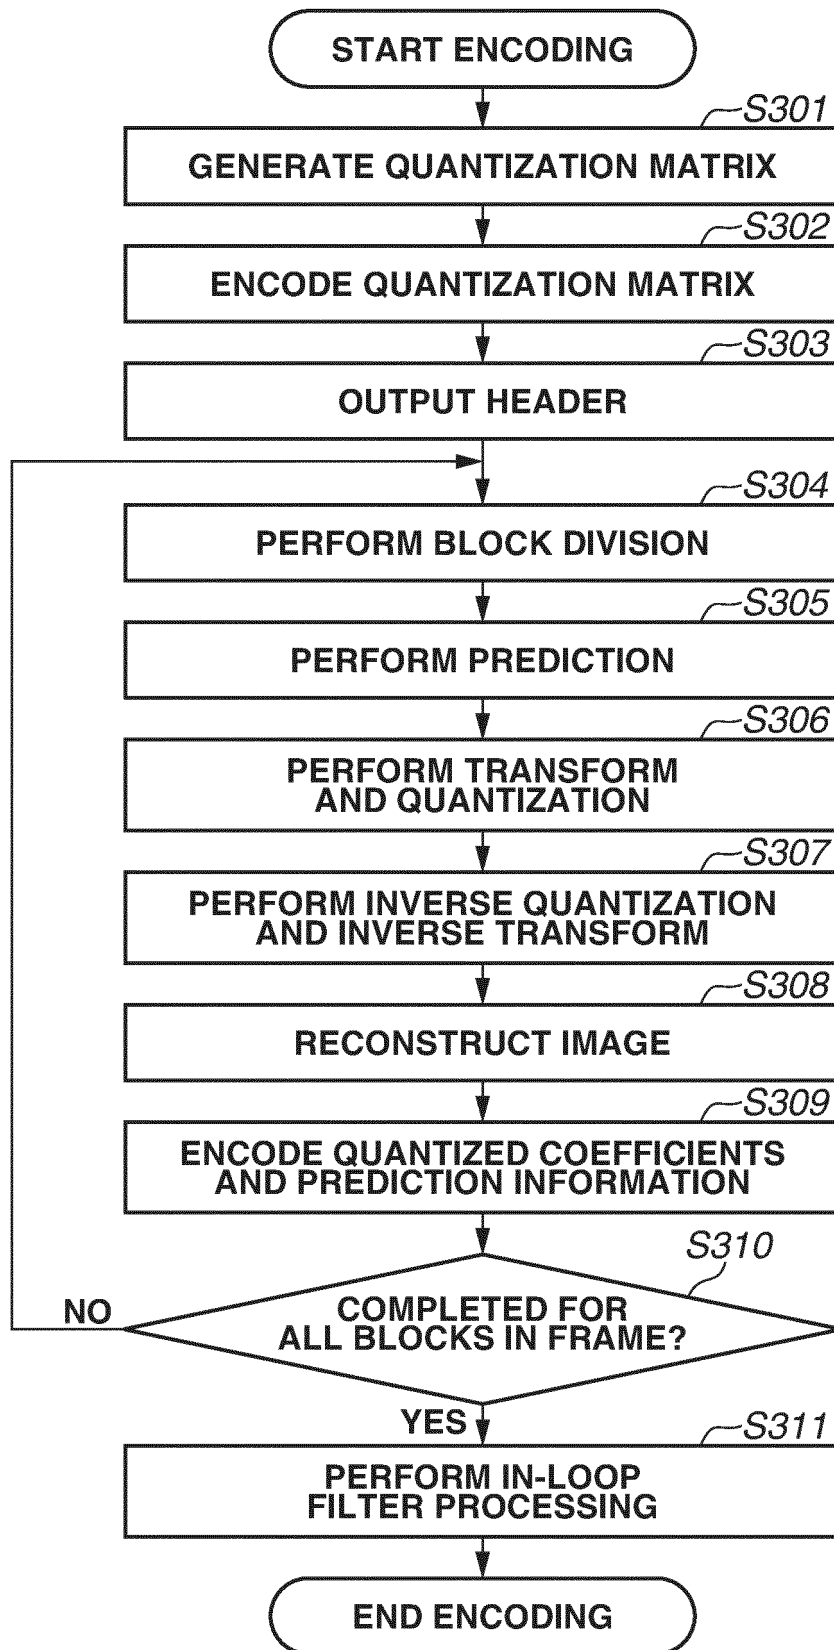 START ENCODING
S301
GENERATE QUANTIZATION MATRIX
S302
ENCODE QUANTIZATION MATRIX
S303
OUTPUT HEADER
S304
PERFORM BLOCK DIVISION
S305
PERFORM PREDICTION
S306
PERFORM TRANSFORM
AND QUANTIZATION
S307
PERFORM INVERSE QUANTIZATION
AND INVERSE TRANSFORM
S308
RECONSTRUCT IMAGE
S309
ENCODE QUANTIZED COEFFICIENTS
AND PREDICTION INFORMATION
S310
NO
COMPLETED FOR
ALL BLOCKS IN FRAME?
YES
S311
PERFORM IN-LOOP
FILTER PROCESSING
END ENCODING